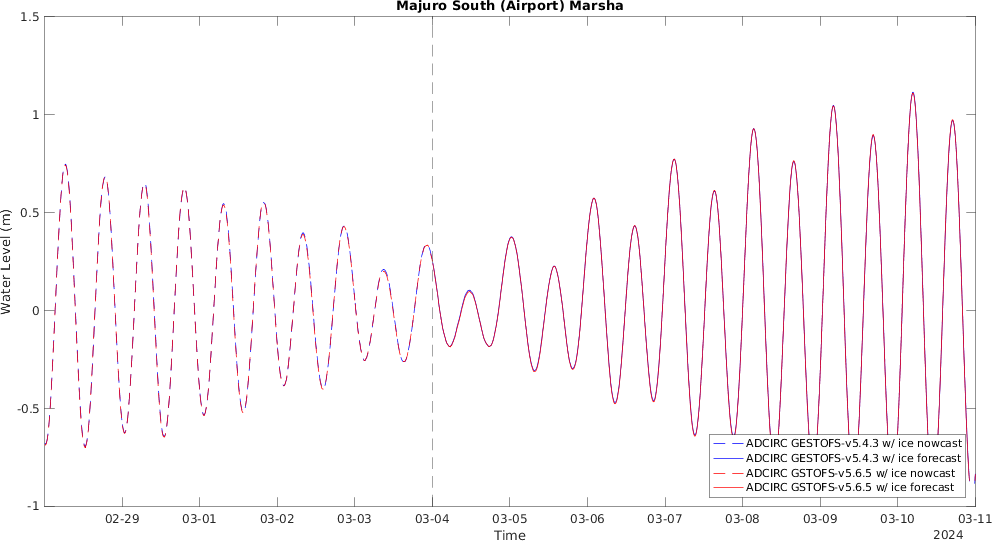 Majuro South (Airport) Marsha
1.5
1
0.5
0
-0.5
-1
Water Level (m)
ADCIRC GESTOFS-v5.4.3 w/ ice nowcast
ADCIRC GESTOFS-v5.4.3 w/ ice forecast
ADCIRC GSTOFS-v5.6.5 w/ ice nowcast
ADCIRC GSTOFS-v5.6.5 w/ ice forecast
02-29 03-01 03-02 03-03 03-04 03-05 03-06 03-07 03-08 03-09 03-10 03-11
Time
2024